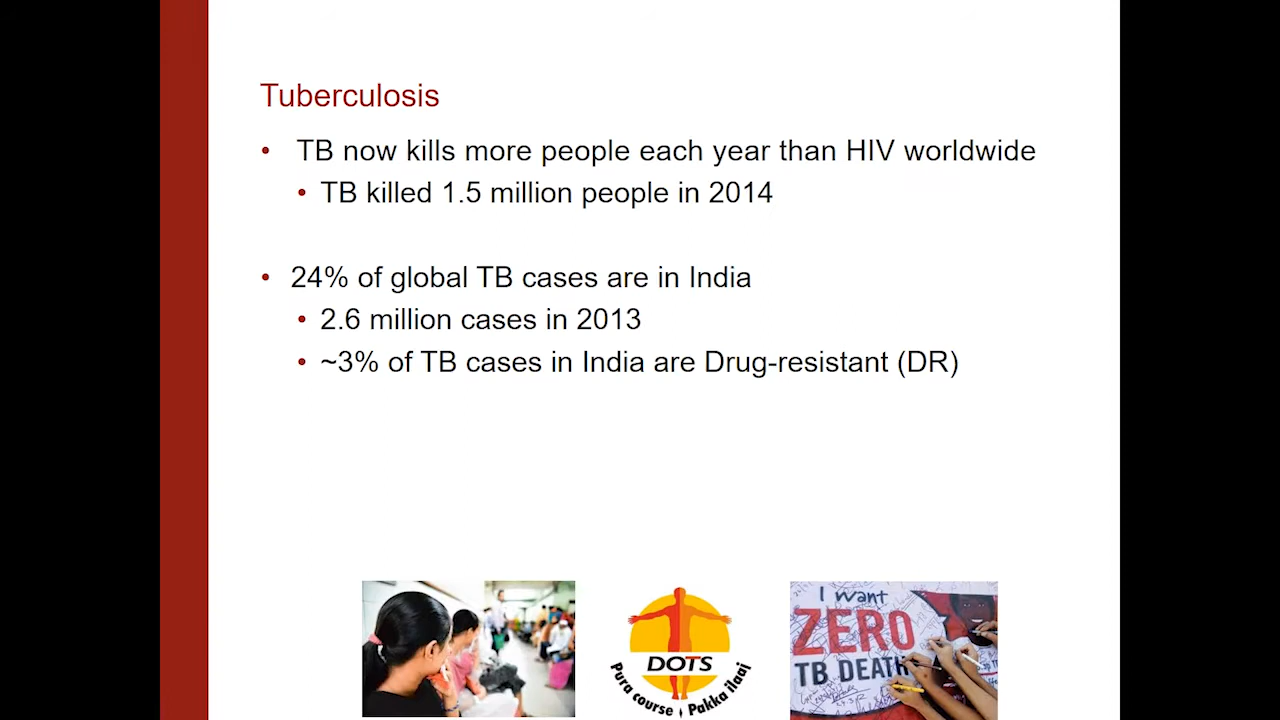 Tuberculosis
• TB now kills more people each year than HIV worldwide
• TB killed 1.5 million people in 2014
• 24% of global TB cases are in India
• 2.6 million cases in 2013
• ~3% of TB cases in India are Drug-resistant (DR)
DOTS
Pura course • Pakka ilaaj
I want
ZERO
TB DEATH